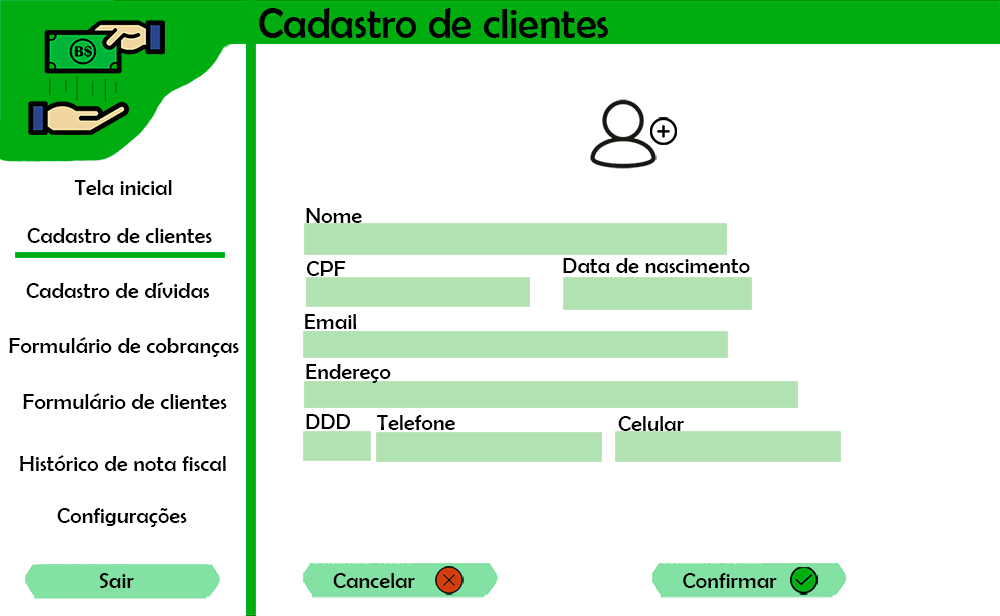 Cadastro de clientes
B$
Tela inicial
Cadastro de clientes
Cadastro de dívidas
Formulário de cobranças
Formulário de clientes
Histórico de nota fiscal
Configurações
Sair
Nome
CPF
Data de nascimento
Email
Endereço
DDD
Telefone
Celular
Cancelar
Confirmar